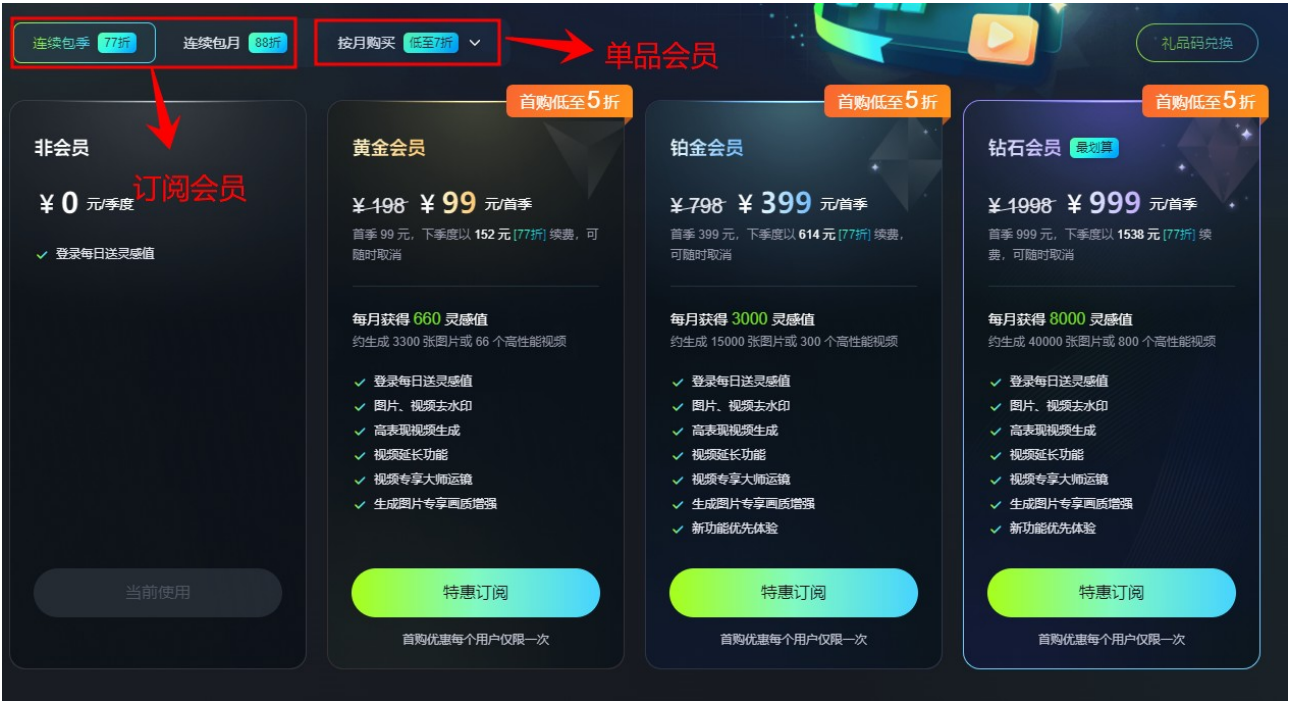 连续包季 77折
连续包月 88折
按月购买 低至7折
单品会员
礼品码兑换
订阅会员
非会员
¥0 元/季度
登录每日送灵感值
当前使用
首购低至5折
黄金会员
¥198 ¥99 元/首季
首季 99 元，下季度以 152 元 [77折] 续费，可
随时取消
每月获得 660 灵感值
约生成 3300 张图片或 66 个高性能视频
登录每日送灵感值
图片、视频去水印
高表现视频生成
视频延长功能
视频专享大师运镜
生成图片专享画质增强
特惠订阅
首购优惠每个用户仅限一次
首购低至5折
铂金会员
¥798 ¥399 元/首季
首季 399 元，下季度以 614 元 [77折] 续费，
可随时取消
每月获得 3000 灵感值
约生成 15000 张图片或 300 个高性能视频
登录每日送灵感值
图片、视频去水印
高表现视频生成
视频延长功能
视频专享大师运镜
生成图片专享画质增强
新功能优先体验
特惠订阅
首购优惠每个用户仅限一次
首购低至5折
钻石会员 最划算
¥1998 ¥999 元/首季
首季 999 元，下季度以 1538 元 [77折] 续
费，可随时取消
每月获得 8000 灵感值
约生成 40000 张图片或 800 个高性能视频
登录每日送灵感值
图片、视频去水印
高表现视频生成
视频延长功能
视频专享大师运镜
生成图片专享画质增强
新功能优先体验
特惠订阅
首购优惠每个用户仅限一次